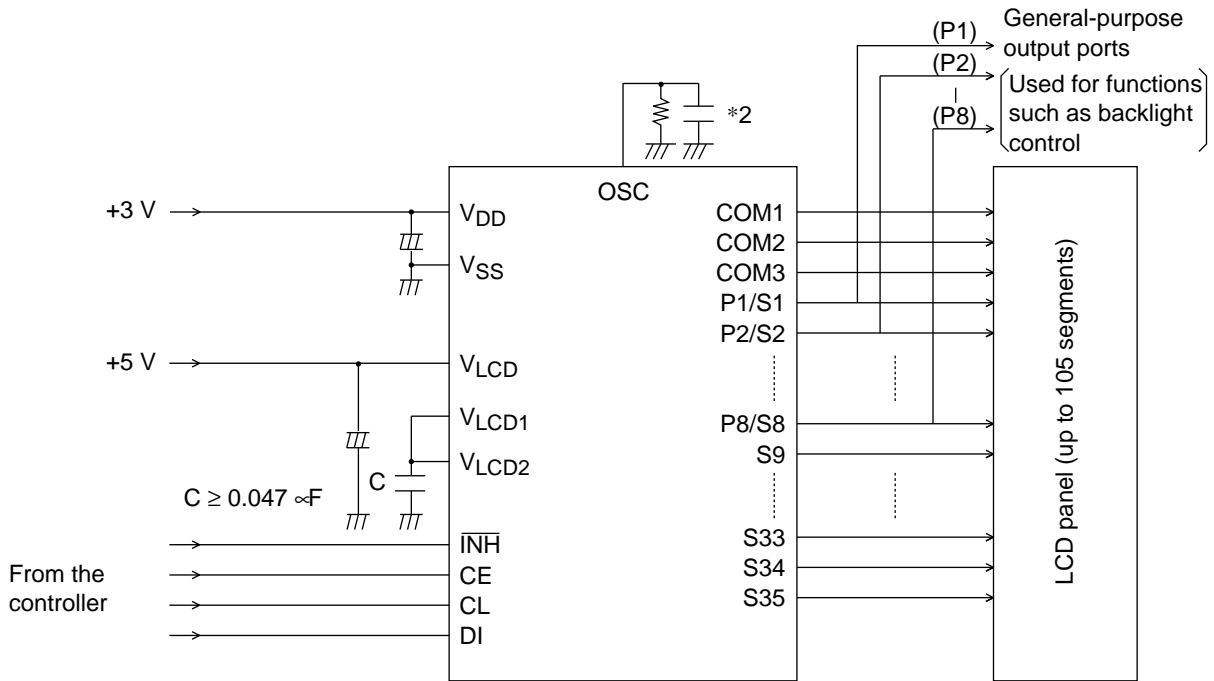 (P1)
General-purpose
output ports
(P2)
(P8)
Used for functions
such as backlight
control
*2
OSC
+3 V
VDD
VSS
+5 V
VLCD
VLCD1
VLCD2
C
C ≥ 0.047 ∝F
From the
controller
INH
CE
CL
DI
COM1
COM2
COM3
P1/S1
P2/S2
P8/S8
S9
S33
S34
S35
LCD panel (up to 105 segments)